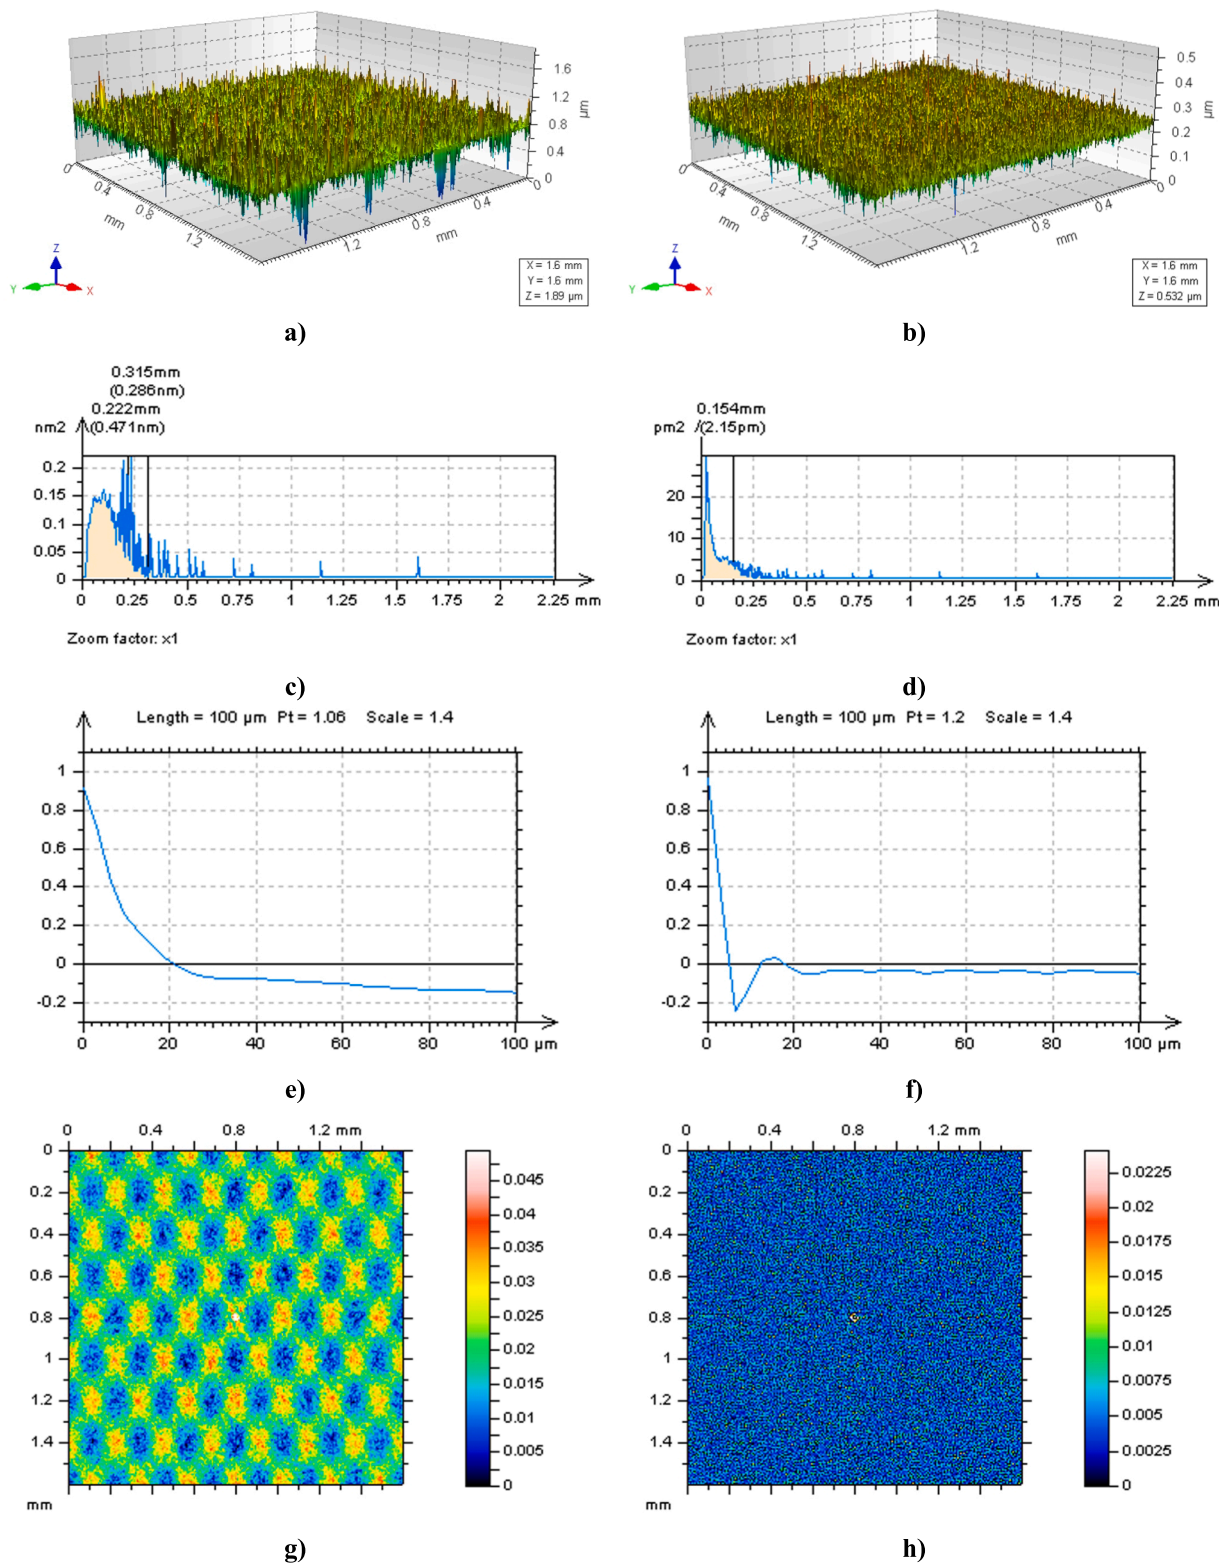 1.6
1.2
0.8
0.4
0
µm
0
0.4
0.8
1.2
mm
1.2
0.8
0.4
0
mm
Z
Y
X
X = 1.6 mm
Y = 1.6 mm
Z = 1.89 µm
a)
0.5
0.4
0.3
0.2
0.1
0
µm
0
0.4
0.8
1.2
mm
1.2
0.8
0.4
0
mm
Z
Y
X
X = 1.6 mm
Y = 1.6 mm
Z = 0.532 µm
b)
0.315mm
(0.286nm)
0.222mm
nm2 (0.471nm)
0.2
0.15
0.1
0.05
0
0 0.25 0.5 0.75 1 1.25 1.5 1.75 2 2.25 mm
Zoom factor: x1
c)
0.154mm
pm2 (2.15pm)
20
10
0
0 0.25 0.5 0.75 1 1.25 1.5 1.75 2 2.25 mm
Zoom factor: x1
d)
Length = 100 µm Pt = 1.06 Scale = 1.4
1
0.8
0.6
0.4
0.2
0
-0.2
0 20 40 60 80 100 µm
e)
Length = 100 µm Pt = 1.2 Scale = 1.4
1
0.8
0.6
0.4
0.2
0
-0.2
0 20 40 60 80 100 µm
f)
0 0.4 0.8 1.2 mm
0
0.2
0.4
0.6
0.8
1
1.2
1.4
mm
0.045
0.04
0.035
0.03
0.025
0.02
0.015
0.01
0.005
0
g)
0 0.4 0.8 1.2 mm
0
0.2
0.4
0.6
0.8
1
1.2
1.4
mm
0.0225
0.02
0.0175
0.015
0.0125
0.01
0.0075
0.005
0.0025
0
h)